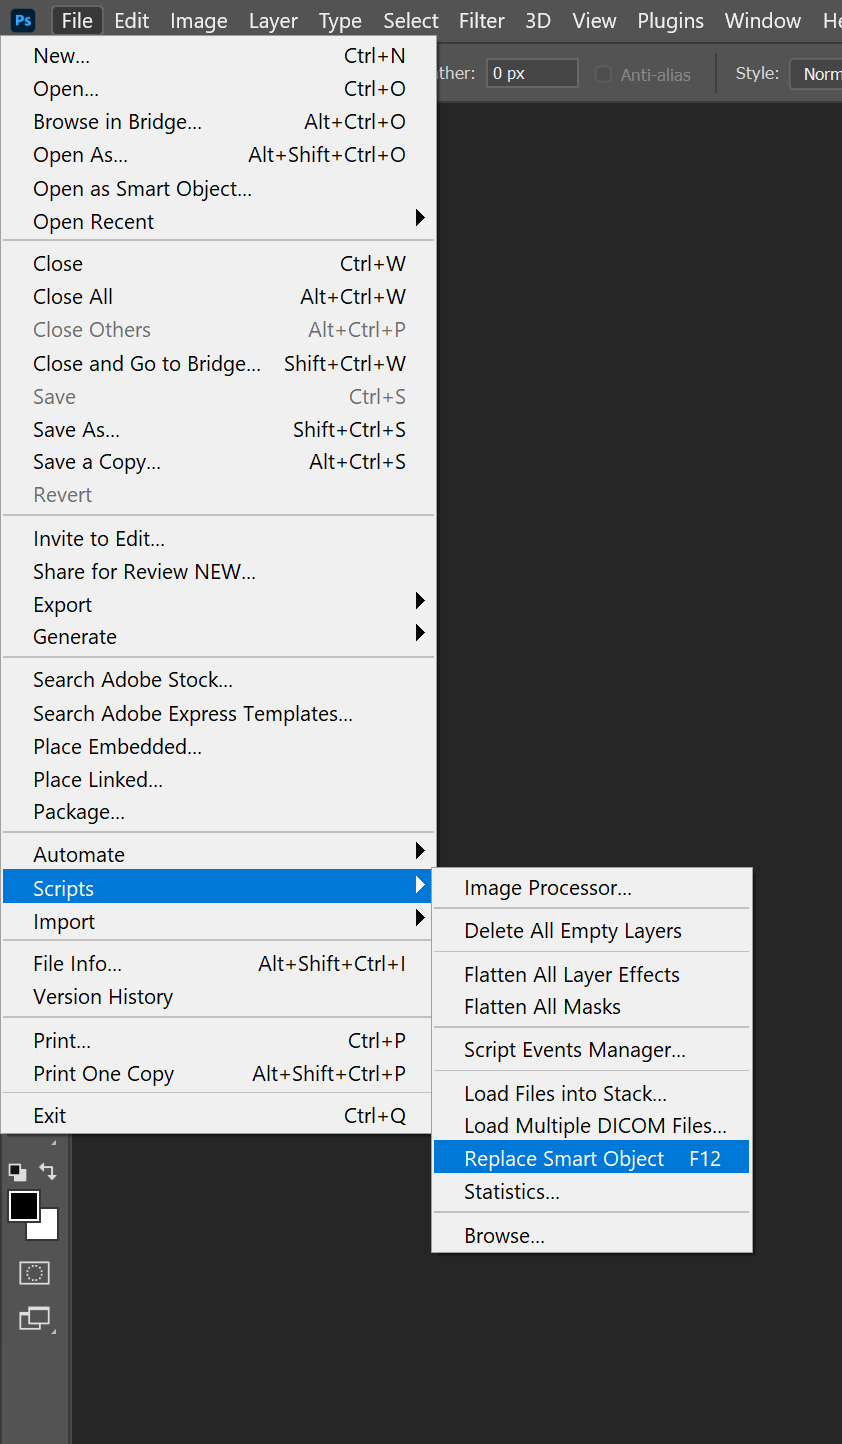 Ps File Edit Image Layer Type Select Filter 3D View Plugins Window
0 px Anti-alias Style:
New... Ctrl+N
Open... Ctrl+O
Browse in Bridge... Alt+Ctrl+O
Open As... Alt+Shift+Ctrl+O
Open as Smart Object...
Open Recent
Close Ctrl+W
Close All Alt+Ctrl+W
Close Others Alt+Ctrl+P
Close and Go to Bridge... Shift+Ctrl+W
Save Ctrl+S
Save As... Shift+Ctrl+S
Save a Copy... Alt+Ctrl+S
Revert
Invite to Edit...
Share for Review NEW...
Export
Generate
Search Adobe Stock...
Search Adobe Express Templates...
Place Embedded...
Place Linked...
Package...
Automate
Scripts
Import
File Info... Alt+Shift+Ctrl+I
Version History
Print... Ctrl+P
Print One Copy Alt+Shift+Ctrl+P
Exit Ctrl+Q
Image Processor...
Delete All Empty Layers
Flatten All Layer Effects
Flatten All Masks
Script Events Manager...
Load Files into Stack...
Load Multiple DICOM Files...
Replace Smart Object F12
Statistics...
Browse...